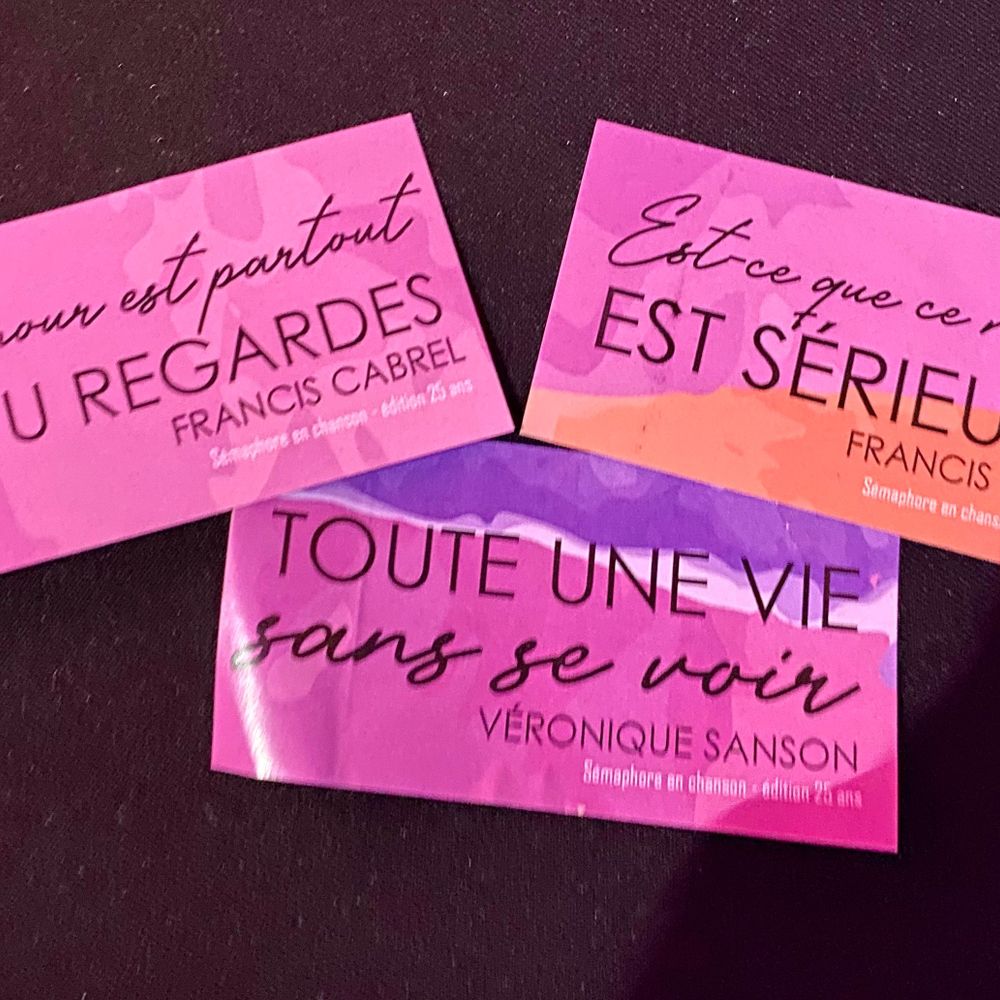 est partout
U REGARDES
FRANCIS CABREL
Sémaphore en chanson - édition 25 ans
Est-ce que ce
EST SÉRIEU
FRANCIS
Sémaphore en chans
TOUTE UNE VIE
sans se voir
VÉRONIQUE SANSON
Sémaphore en chanson - édition 25 ans